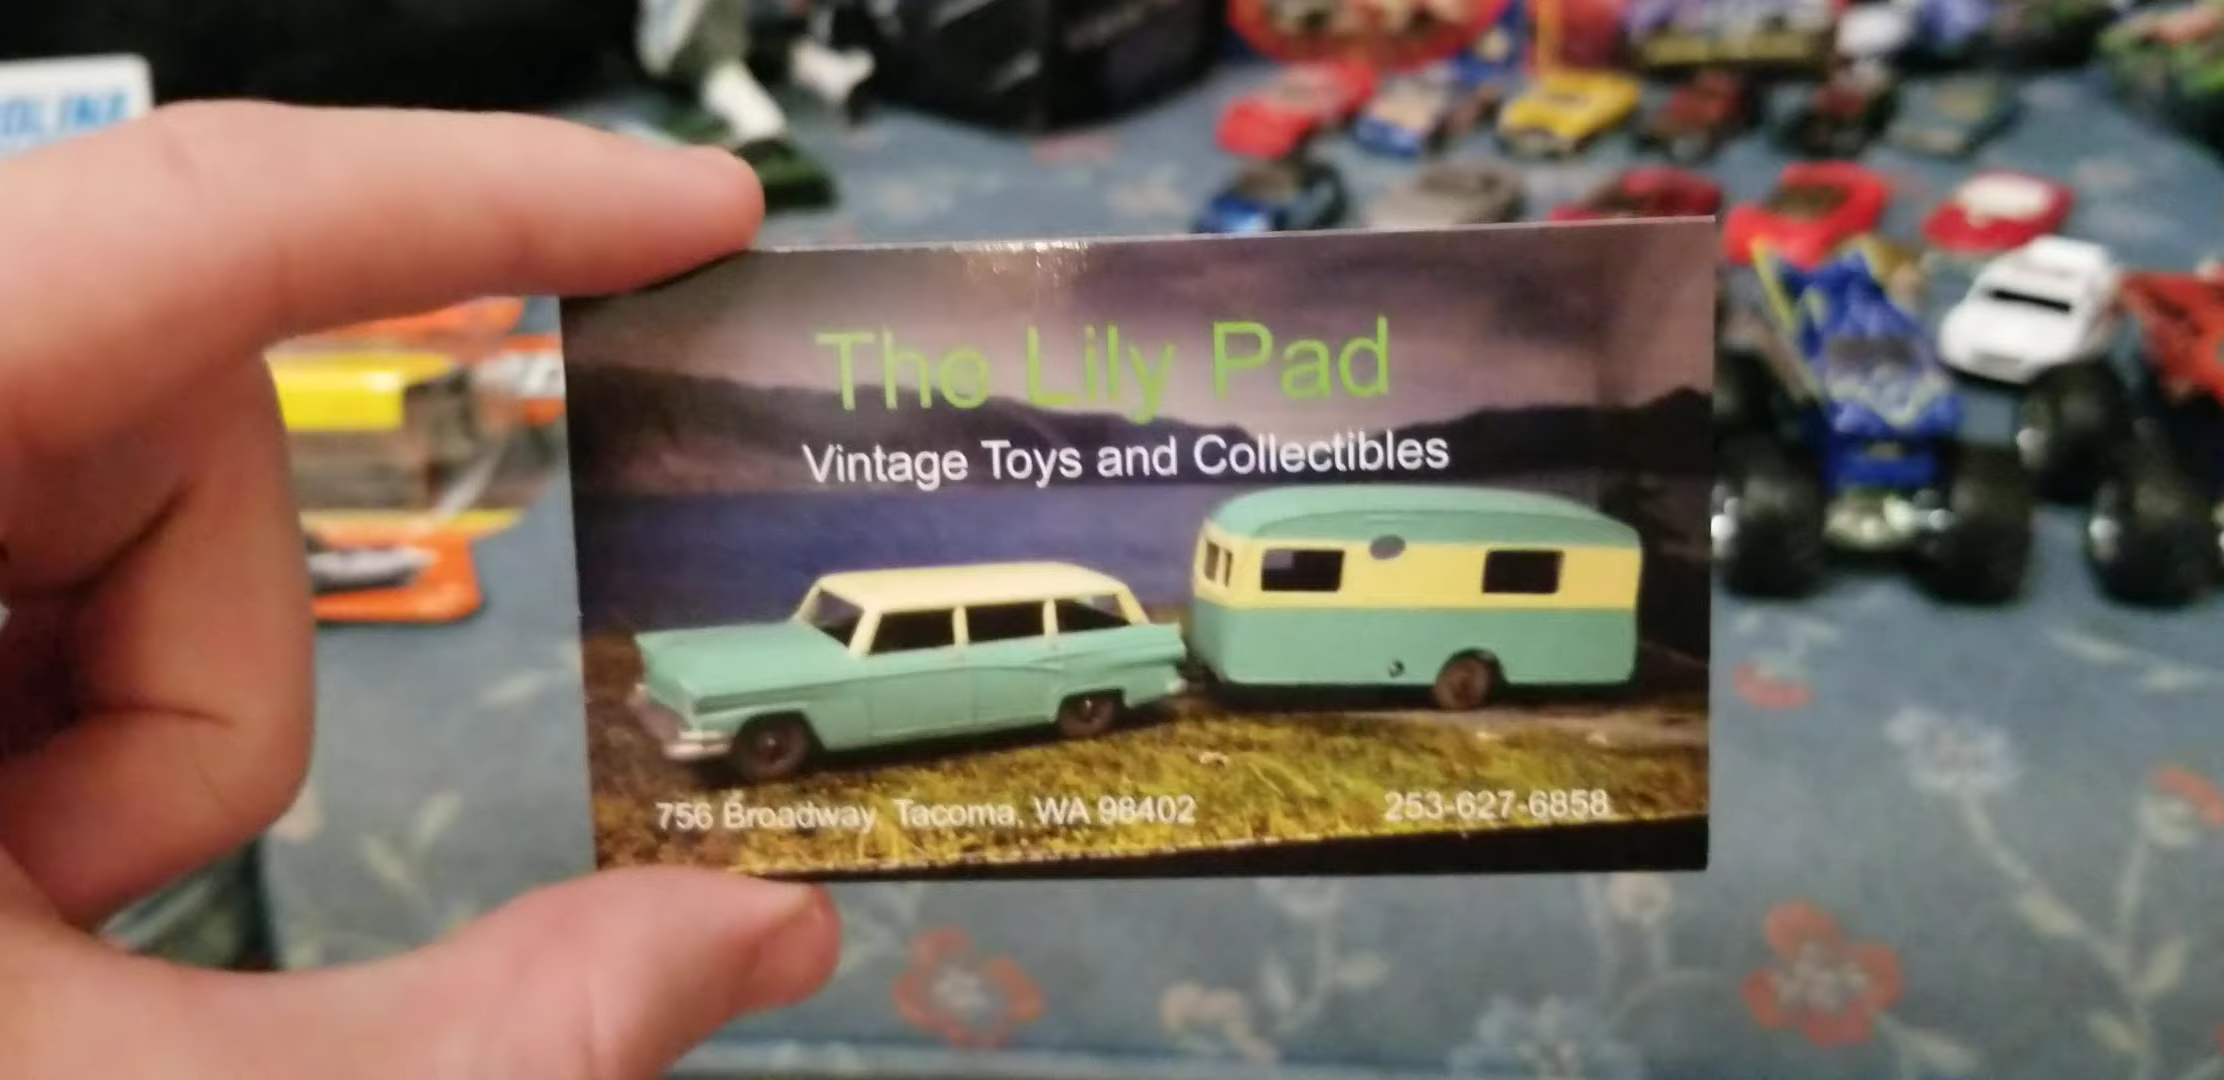 The Lily Pad
Vintage Toys and Collectibles
756 Broadway Tacoma, WA 98402
253-627-6858